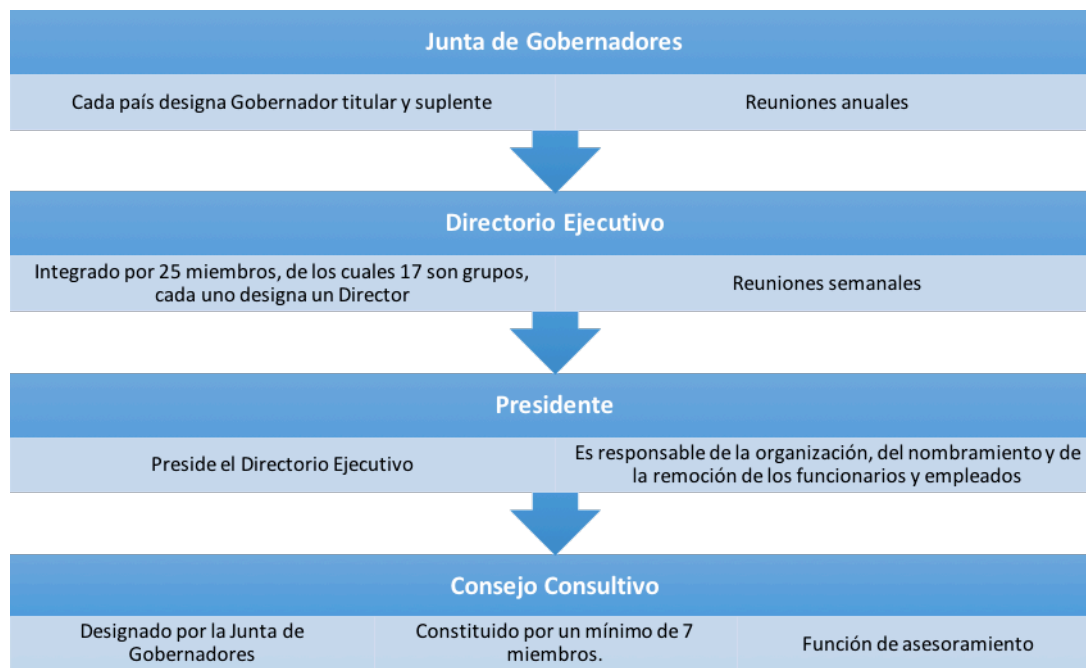 Junta de Gobernadores
Cada país designa Gobernador titular y suplente
Reuniones anuales
Directorio Ejecutivo
Integrado por 25 miembros, de los cuales 17 son grupos,
cada uno designa un Director
Reuniones semanales
Presidente
Preside el Directorio Ejecutivo
Es responsable de la organización, del nombramiento y de
la remoción de los funcionarios y empleados
Consejo Consultivo
Designado por la Junta de
Gobernadores
Constituido por un mínimo de 7
miembros.
Función de asesoramiento